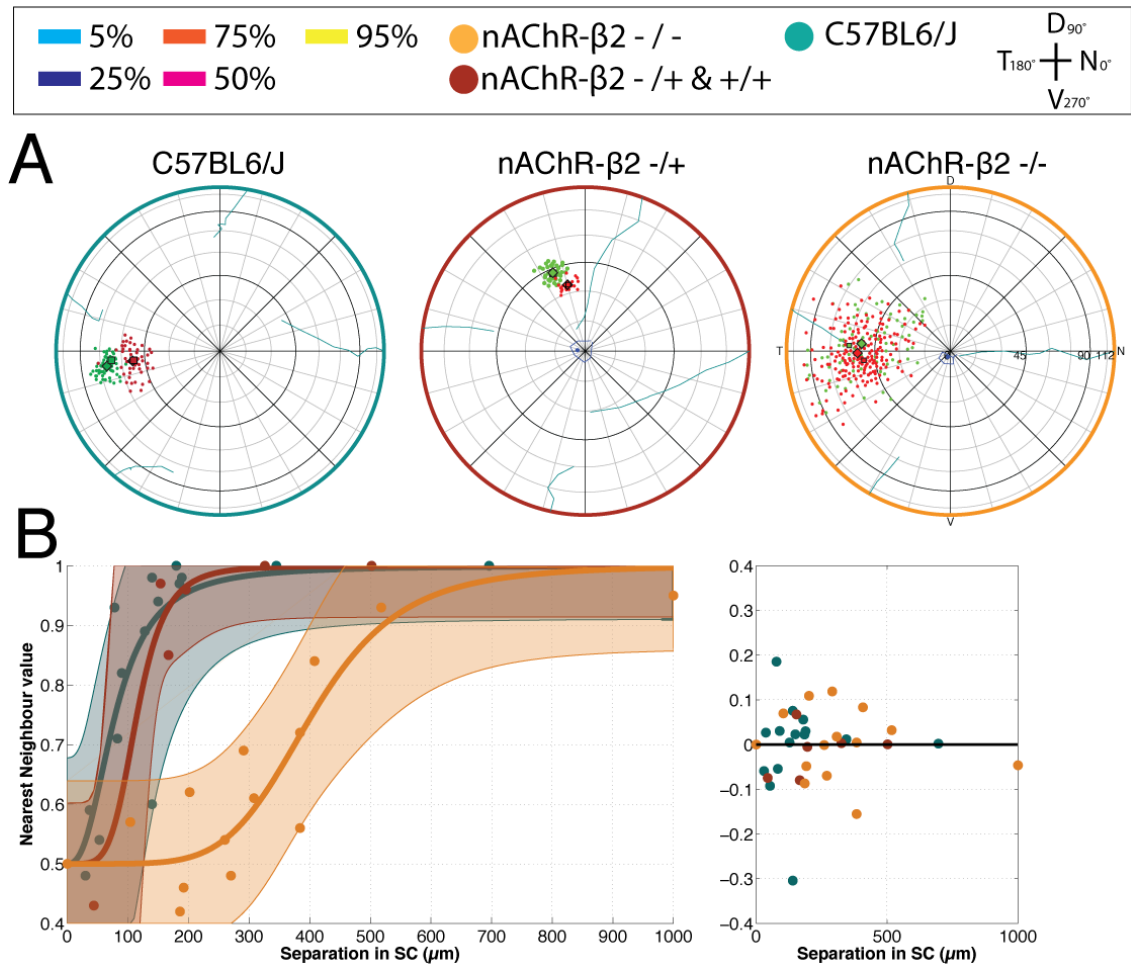 5% 75% 95% nAChR-β2 - / - C57BL6/J
25% 50% nAChR-β2 -/+ & +/+
D90°
T180° N0°
V270°
A
C57BL6/J nAChR-β2 -/+ nAChR-β2 -/-
D
T 45 90 112 N
V
B
Nearest Neighbour value
1
0.9
0.8
0.7
0.6
0.5
0.4
0 100 200 300 400 500 600 700 800 900 1000
Separation in SC (µm)
0.4
0.3
0.2
0.1
0
−0.1
−0.2
−0.3
−0.4
0 500 1000
Separation in SC (µm)